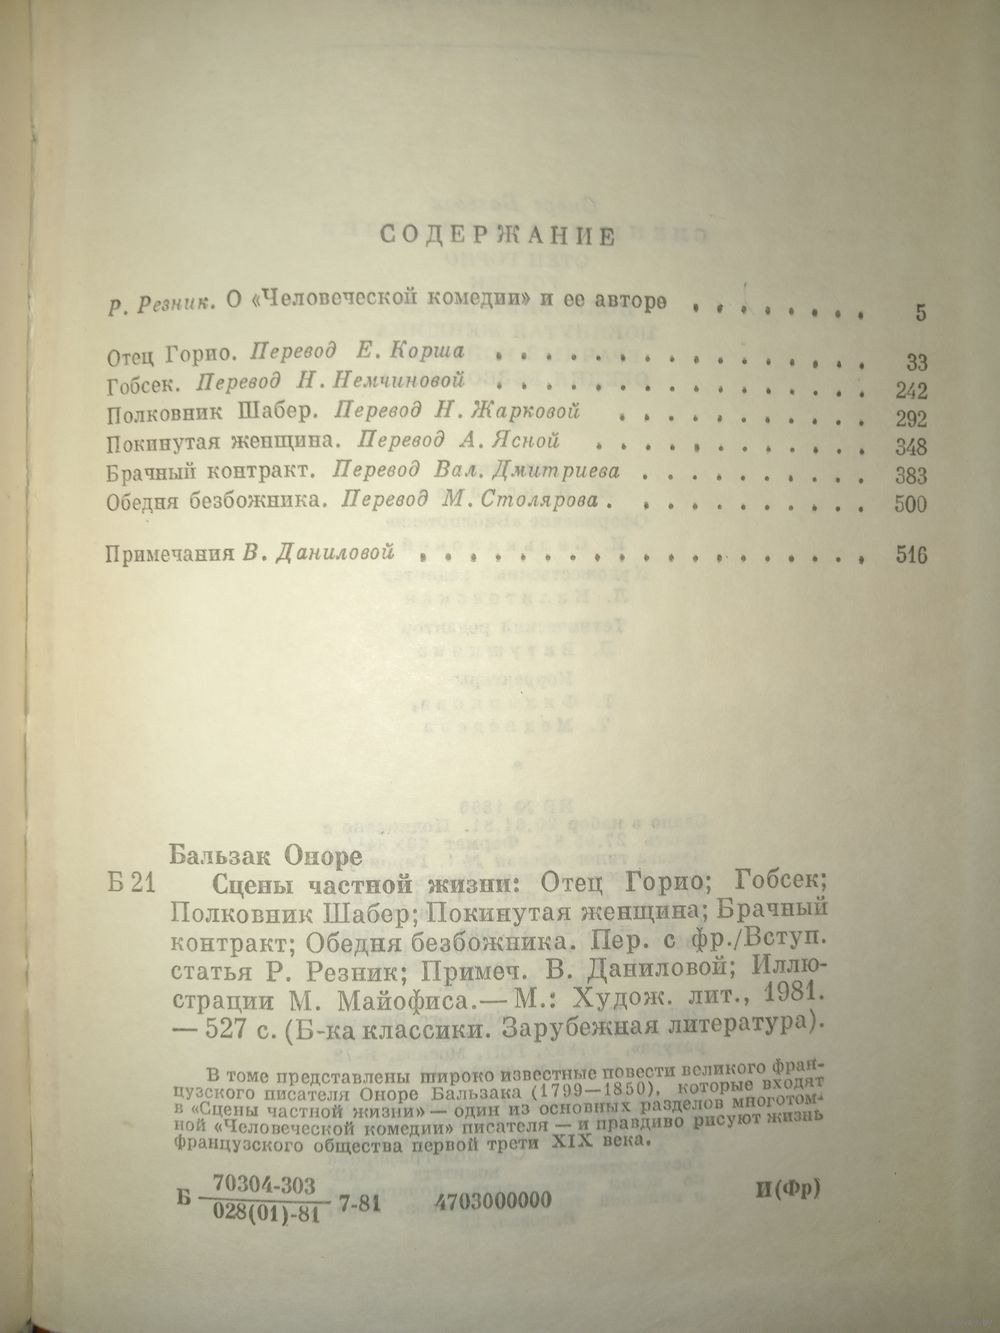 СОДЕРЖАНИЕ
Р. Резник. О «Человеческой комедии» и ее авторе . . . . . . . . 5
Отец Горио. Перевод Е. Корша . . . . . . . . . . . . . . . . 33
Гобсек. Перевод Н. Немчиновой . . . . . . . . . . . . . . . . 242
Полковник Шабер. Перевод Н. Жарковой . . . . . . . . . . . 292
Покинутая женщина. Перевод А. Ясной . . . . . . . . . . . . 348
Брачный контракт. Перевод Вал. Дмитриева . . . . . . . . . . 383
Обедня безбожника. Перевод М. Столярова . . . . . . . . . . . 500
Примечания В. Даниловой . . . . . . . . . . . . . . . . . . . 516
Бальзак Оноре
Б 21 Сцены частной жизни: Отец Горио; Гобсек;
Полковник Шабер; Покинутая женщина; Брачный
контракт; Обедня безбожника. Пер. с фр./Вступ.
статья Р. Резник; Примеч. В. Даниловой; Иллю-
страции М. Майофиса.— М.: Худож. лит., 1981.
— 527 с. (Б-ка классики. Зарубежная литература).
В томе представлены широко известные повести великого фран-
цузского писателя Оноре Бальзака (1799—1850), которые входят
в «Сцены частной жизни» — один из основных разделов многотом-
ной «Человеческой комедии» писателя — и правдиво рисуют жизнь
французского общества первой трети XIX века.
Б 70304-303
028(01)-81 7-81 4703000000 И(Фр)